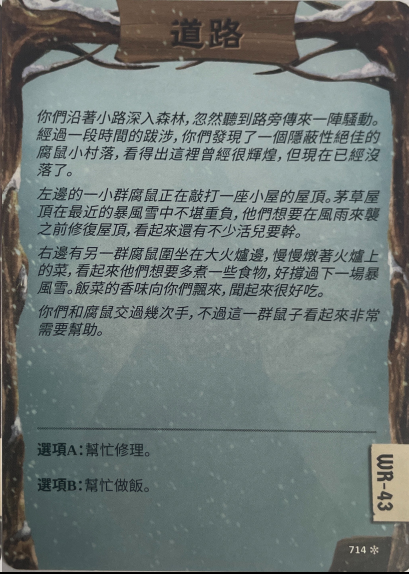 道路
你們沿著小路深入森林,忽然聽到路旁傳來一陣騷動。
經過一段時間的跋涉,你們發現了一個隱蔽性絕佳的
腐鼠小村落,看得出這裡曾經很輝煌,但現在已經沒
落了。
左邊的一小群腐鼠正在敲打一座小屋的屋頂。茅草屋
頂在最近的暴風雪中不堪重負,他們想要在風雨來襲
之前修復屋頂,看起來還有不少活兒要幹。
右邊有另一群腐鼠圍坐在大火爐邊,慢慢燉著火爐上
的菜,看起來他們想要多煮一些食物,好撐過下一場暴
風雪。飯菜的香味向你們飄來,聞起來很好吃。
你們和腐鼠交過幾次手,不過這一群鼠子看起來非常
需要幫助。
選項A:幫忙修理。
選項B:幫忙做飯。
WR-43
714